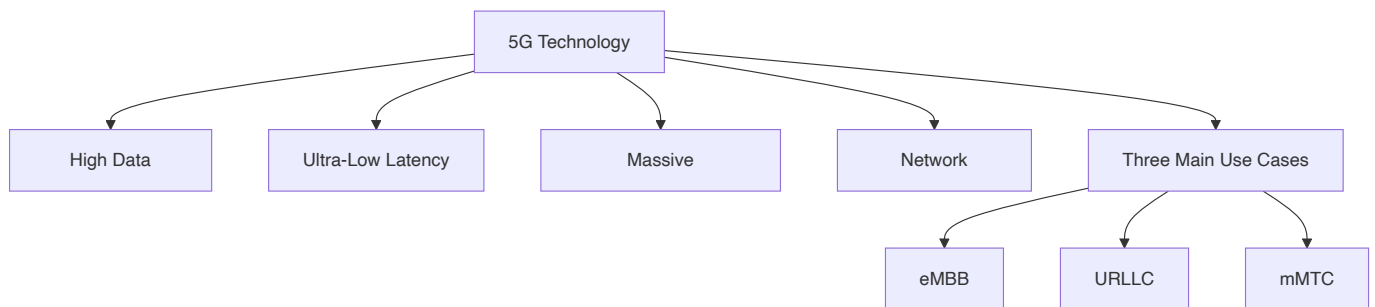 5G Technology
High Data
Ultra-Low Latency
Massive
Network
Three Main Use Cases
eMBB
URLLC
mMTC